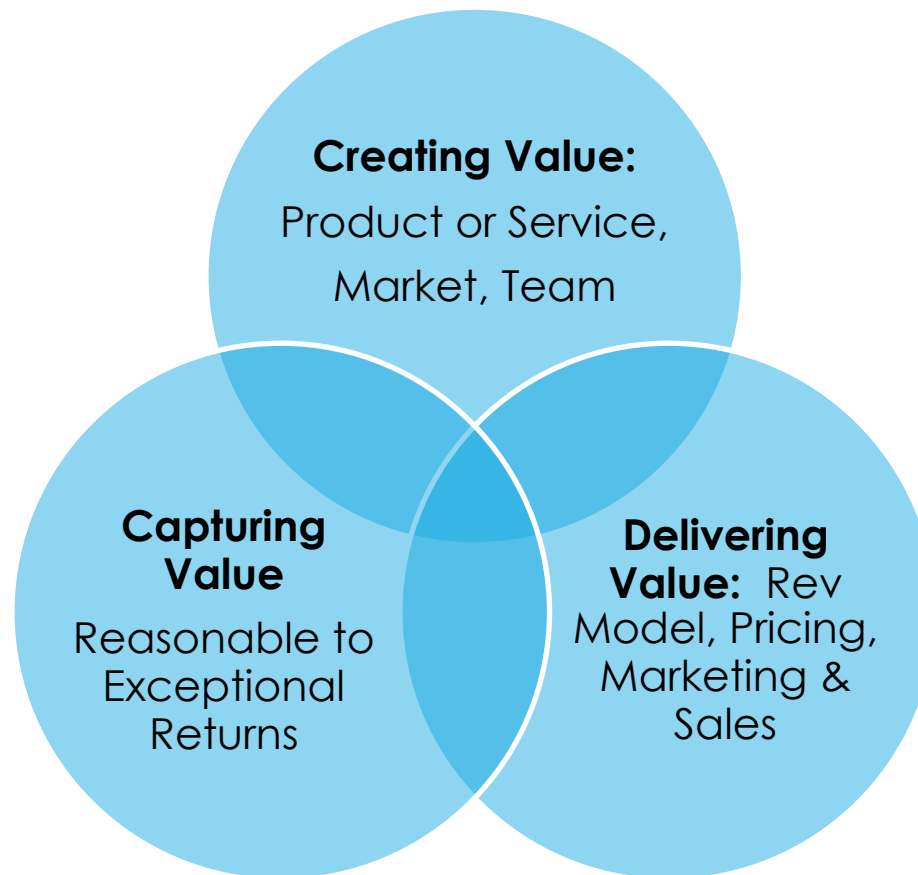 Creating Value:
Product or Service,
Market, Team
Capturing
Value
Reasonable to
Exceptional
Returns
Delivering
Value:  Rev
Model, Pricing,
Marketing &
Sales